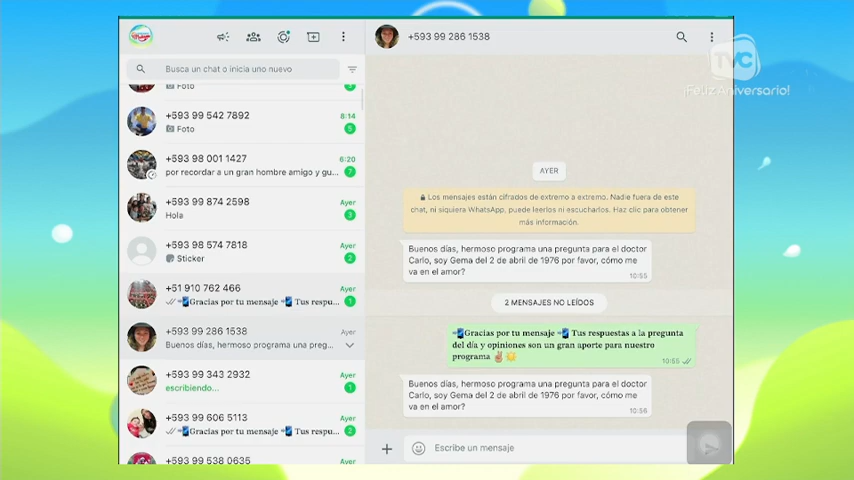 +593 99 286 1538
TVC
¡Feliz Aniversario!
Busca un chat o inicia uno nuevo
Foto
+593 99 542 7892
8:14
Foto
5
+593 98 001 1427
6:20
por recordar a un gran hombre amigo y gu...
7
+593 99 874 2598
Ayer
Hola
3
+593 98 574 7818
Ayer
Sticker
2
+51 910 762 466
Ayer
Gracias por tu mensaje Tus respu...
1
+593 99 286 1538
Ayer
Buenos días, hermoso programa una preg...
+593 99 343 2932
Ayer
escribiendo...
1
+593 99 606 5113
Ayer
Gracias por tu mensaje Tus respu...
2
+593 99 538 0635
Ayer
AYER
Los mensajes están cifrados de extremo a extremo. Nadie fuera de este
chat, ni siquiera WhatsApp, puede leerlos ni escucharlos. Haz clic para obtener
más información.
Buenos días, hermoso programa una pregunta para el doctor
Carlo, soy Gema del 2 de abril de 1976 por favor, cómo me
va en el amor?
10:55
2 MENSAJES NO LEÍDOS
Gracias por tu mensaje Tus respuestas a la pregunta
del día y opiniones son un gran aporte para nuestro
programa
10:55
Buenos días, hermoso programa una pregunta para el doctor
Carlo, soy Gema del 2 de abril de 1976 por favor, cómo me
va en el amor?
10:56
Escribe un mensaje